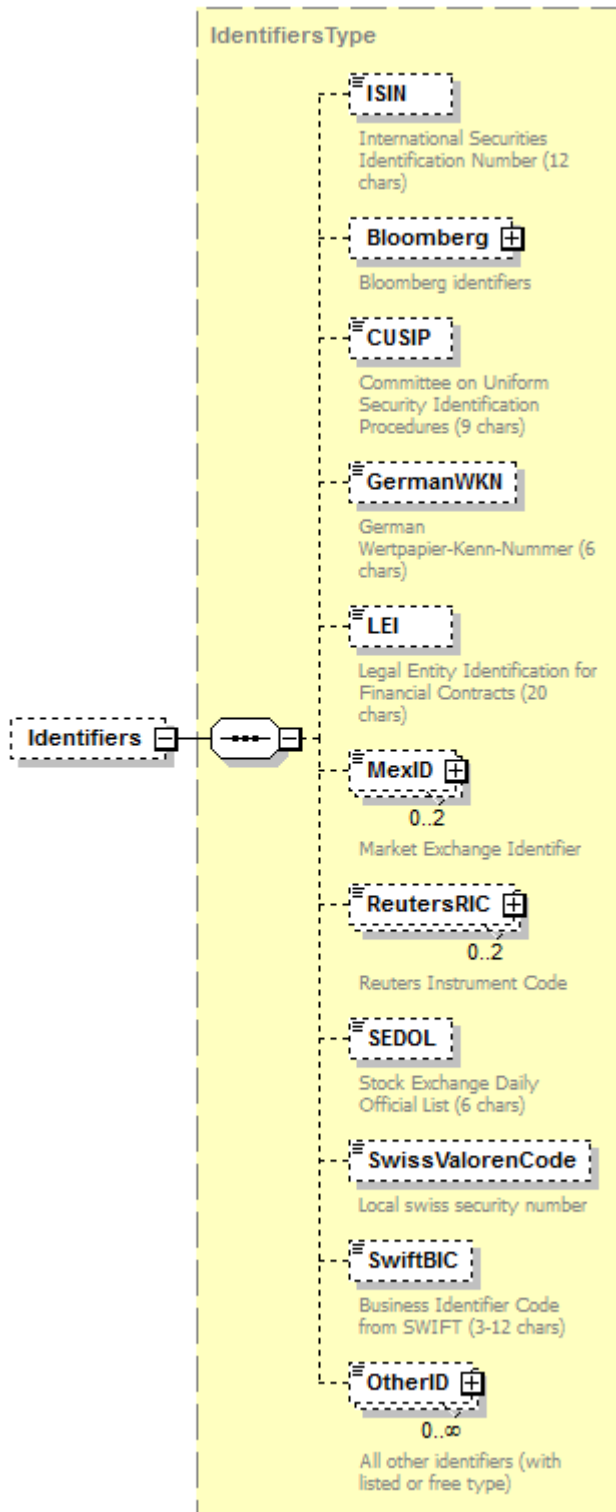 IdentifiersType
ISIN
International Securities
Identification Number (12
chars)
Bloomberg
Bloomberg identifiers
CUSIP
Committee on Uniform
Security Identification
Procedures (9 chars)
GermanWKN
German
Wertpapier-Kenn-Nummer (6
chars)
LEI
Legal Entity Identification for
Financial Contracts (20
chars)
Identifiers
MexID
0..2
Market Exchange Identifier
ReutersRIC
0..2
Reuters Instrument Code
SEDOL
Stock Exchange Daily
Official List (6 chars)
SwissValorenCode
Local swiss security number
SwiftBIC
Business Identifier Code
from SWIFT (3-12 chars)
OtherID
0..∞
All other identifiers (with
listed or free type)